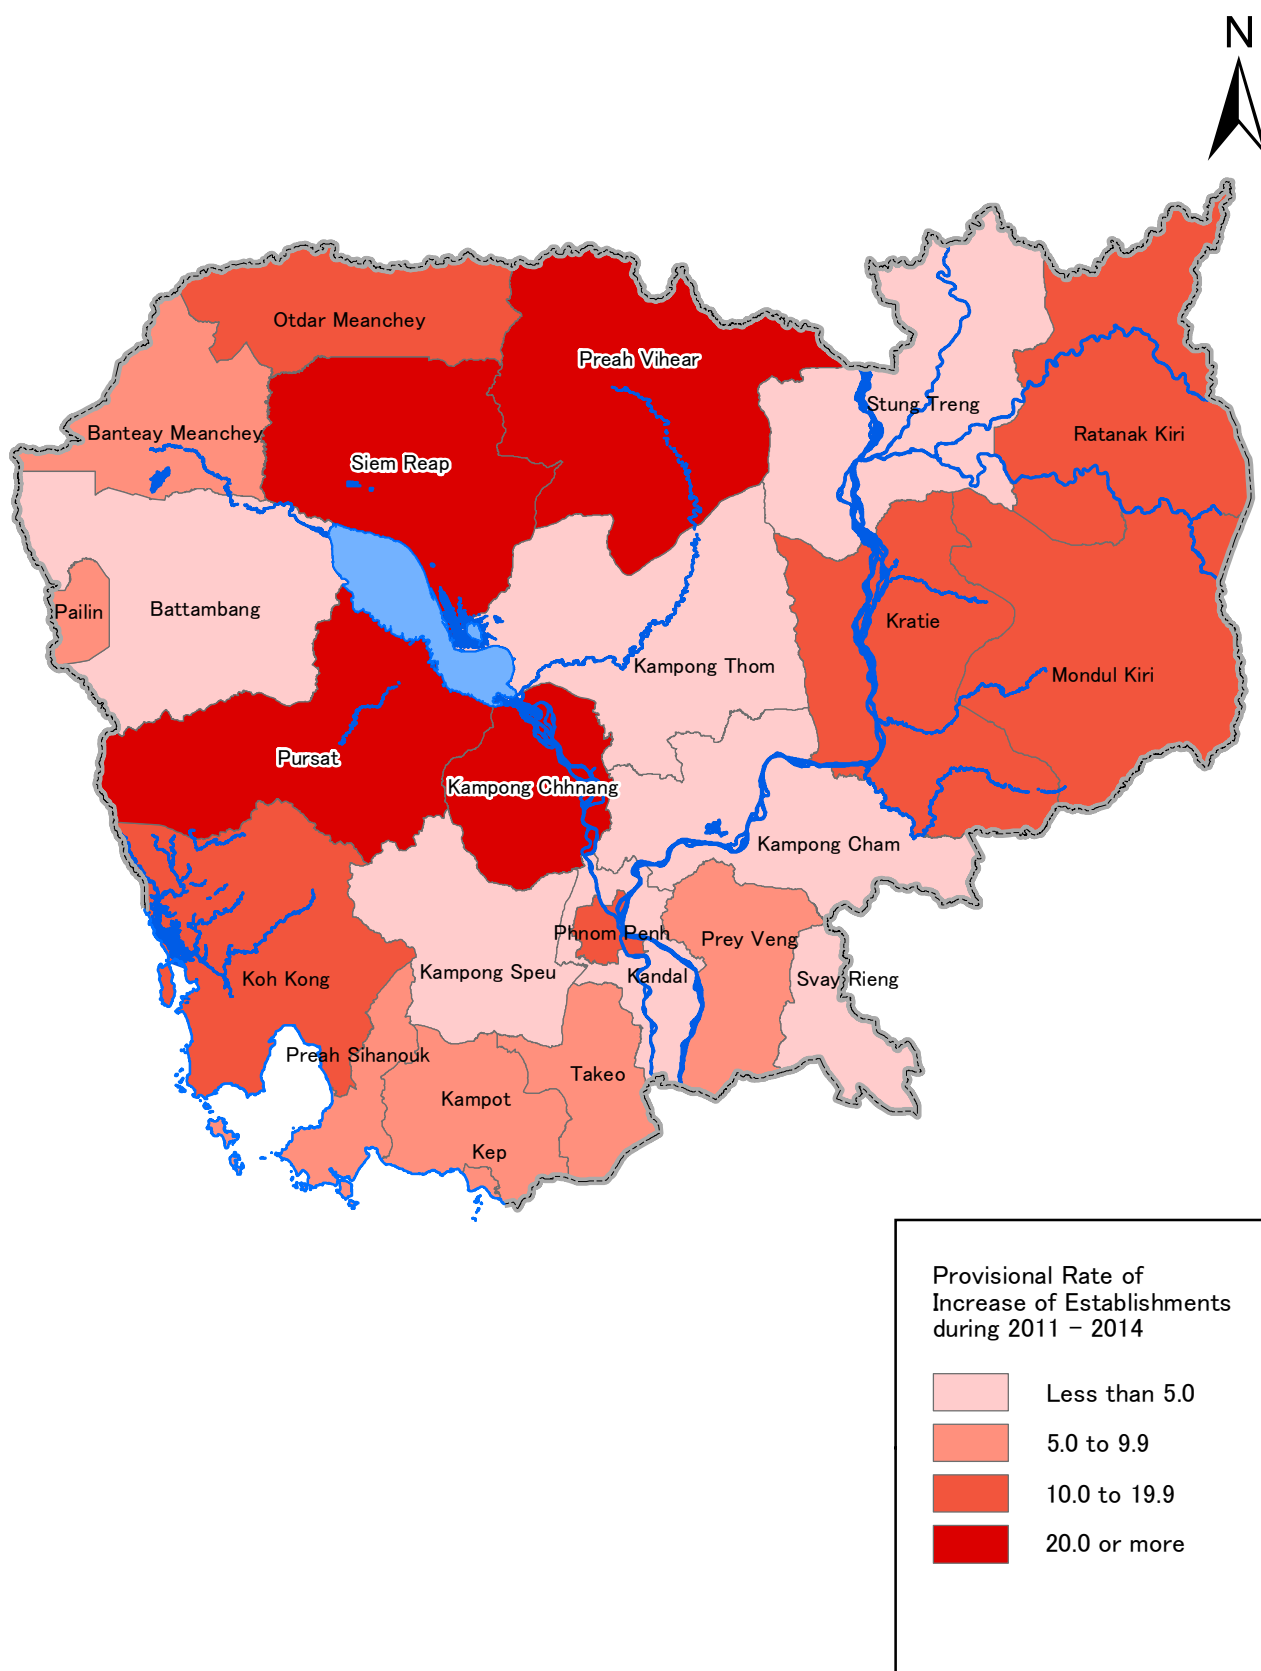 N
Otdar Meanchey
Preah Vihear
Stung Treng
Banteay Meanchey
Ratanak Kiri
Siem Reap
Pailin
Battambang
Kratie
Kampong Thom
Mondul Kiri
Pursat
Kampong Chhnang
Kampong Cham
Phnom Penh
Prey Veng
Kampong Speu
Kandal
Svay Rieng
Koh Kong
Preah Sihanouk
Takeo
Kampot
Kep
Provisional Rate of
Increase of Establishments
during 2011 - 2014
Less than 5.0
5.0 to 9.9
10.0 to 19.9
20.0 or more